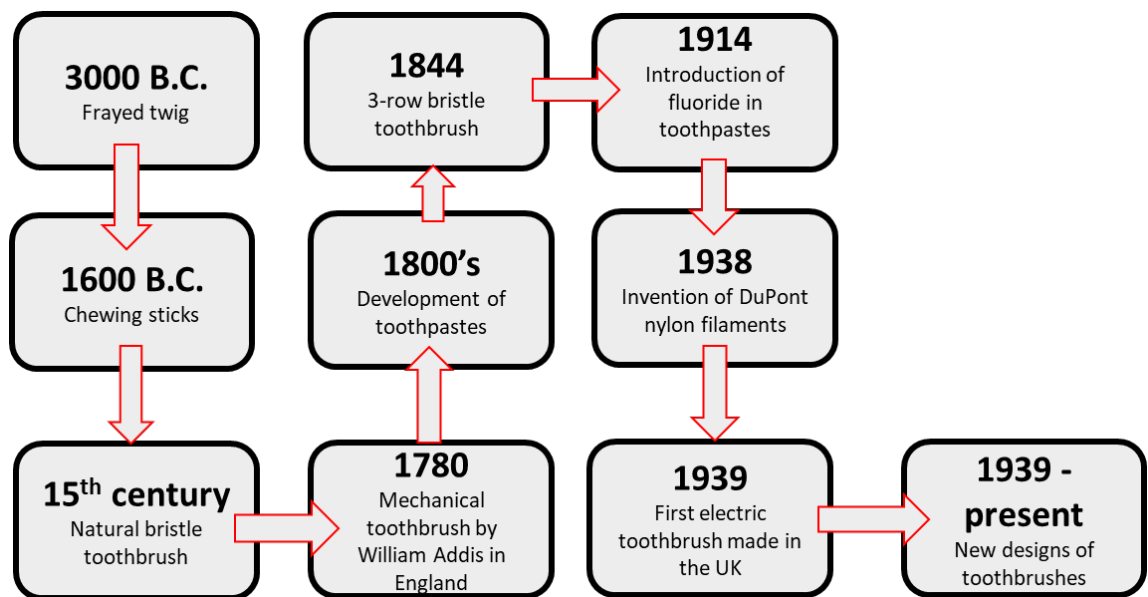 3000 B.C.
Frayed twig
1600 B.C.
Chewing sticks
15th century
Natural bristle
toothbrush
1780
Mechanical
toothbrush by
William Addis in
England
1800’s
Development of
toothpastes
1844
3-row bristle
toothbrush
1914
Introduction of
fluoride in
toothpastes
1938
Invention of DuPont
nylon filaments
1939
First electric
toothbrush made in
the UK
1939 -
present
New designs of
toothbrushes